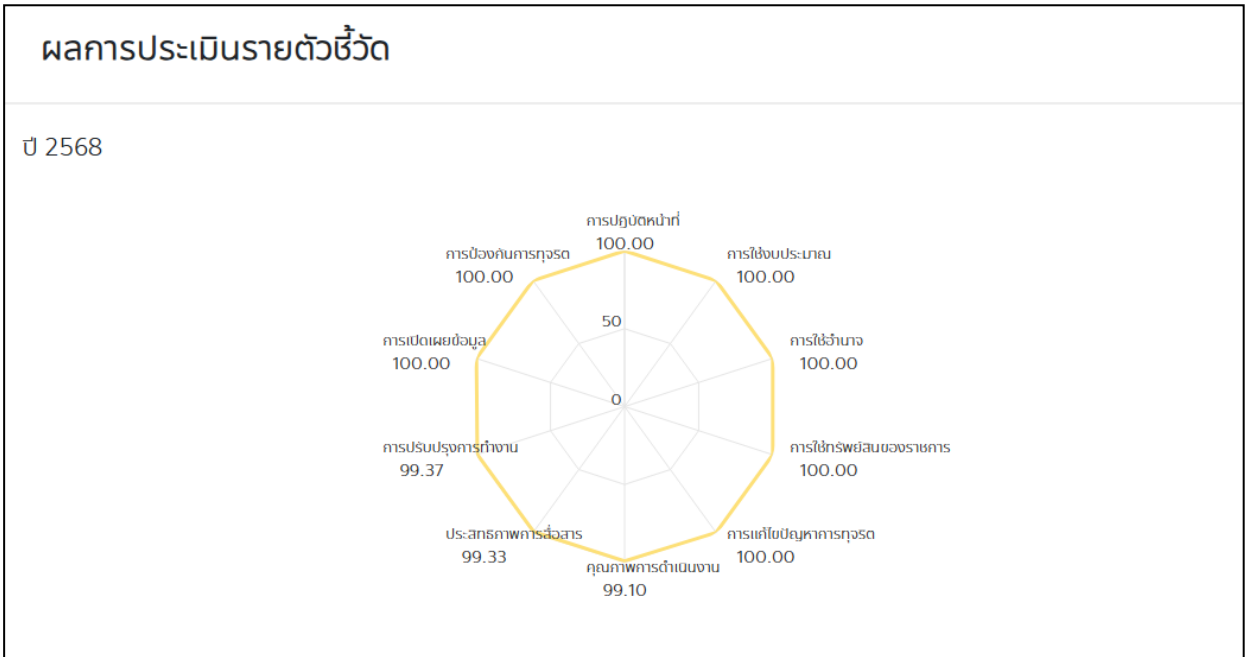 ผลการประเมินรายตัวชี้วัด
ปี 2568
การปฏิบัติหน้าที่
100.00
การป้องกันการทุจริต
100.00
การใช้งบประมาณ
100.00
50
การเปิดเผยข้อมูล
100.00
การใช้อำนาจ
100.00
0
การปรับปรุงการทำงาน
99.37
การใช้ทรัพย์สินของราชการ
100.00
ประสิทธิภาพการสื่อสาร
99.33
การแก้ไขปัญหาการทุจริต
100.00
คุณภาพการดำเนินงาน
99.10